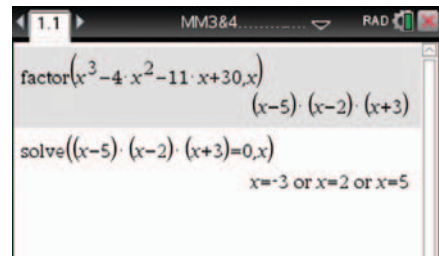 1.1 MM3&4............. RAD
factor(x³–4·x²–11·x+30,x)
(x–5)·(x–2)·(x+3)
solve((x–5)·(x–2)·(x+3)=0,x)
x=-3 or x=2 or x=5